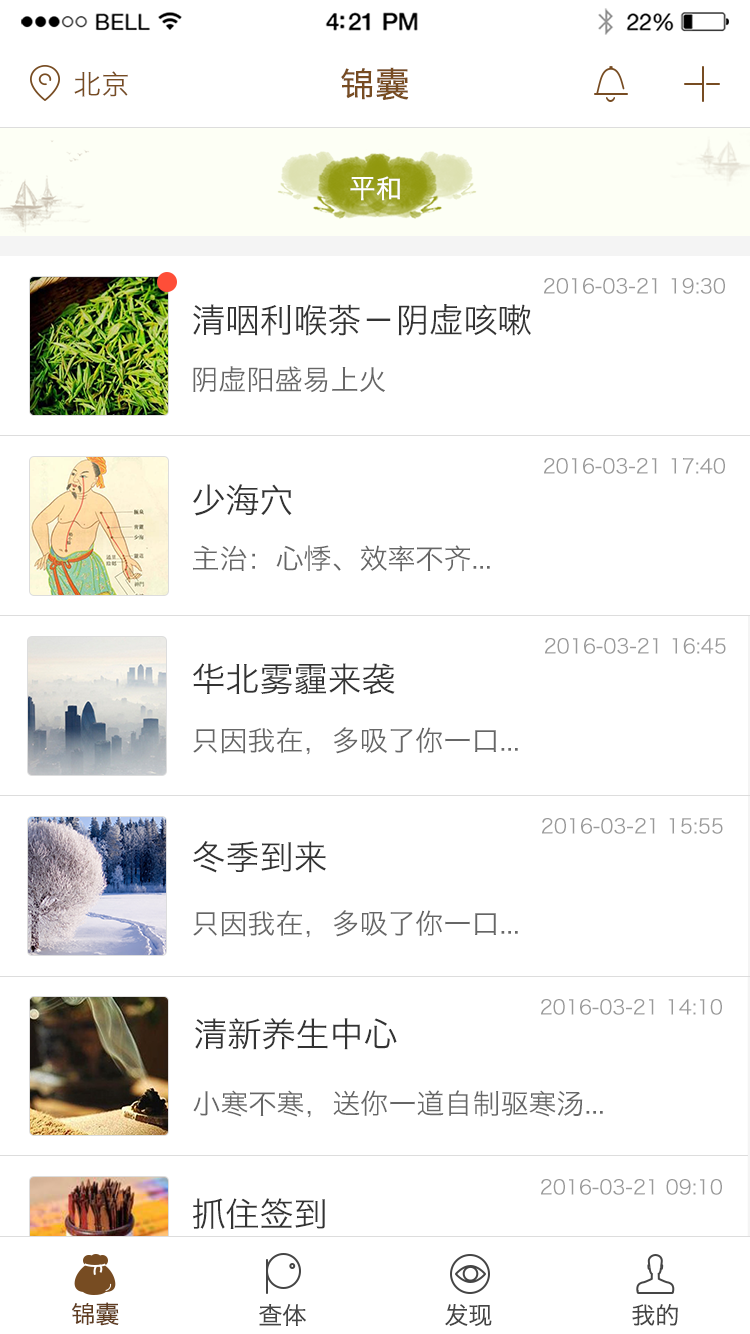 BELL 4:21 PM 22%
北京 锦囊
平和
2016-03-21 19:30
清咽利喉茶－阴虚咳嗽
阴虚阳盛易上火
2016-03-21 17:40
少海穴
主治：心悸、效率不齐...
2016-03-21 16:45
华北雾霾来袭
只因我在，多吸了你一口...
2016-03-21 15:55
冬季到来
只因我在，多吸了你一口...
2016-03-21 14:10
清新养生中心
小寒不寒，送你一道自制驱寒汤...
2016-03-21 09:10
抓住签到
锦囊 查体 发现 我的